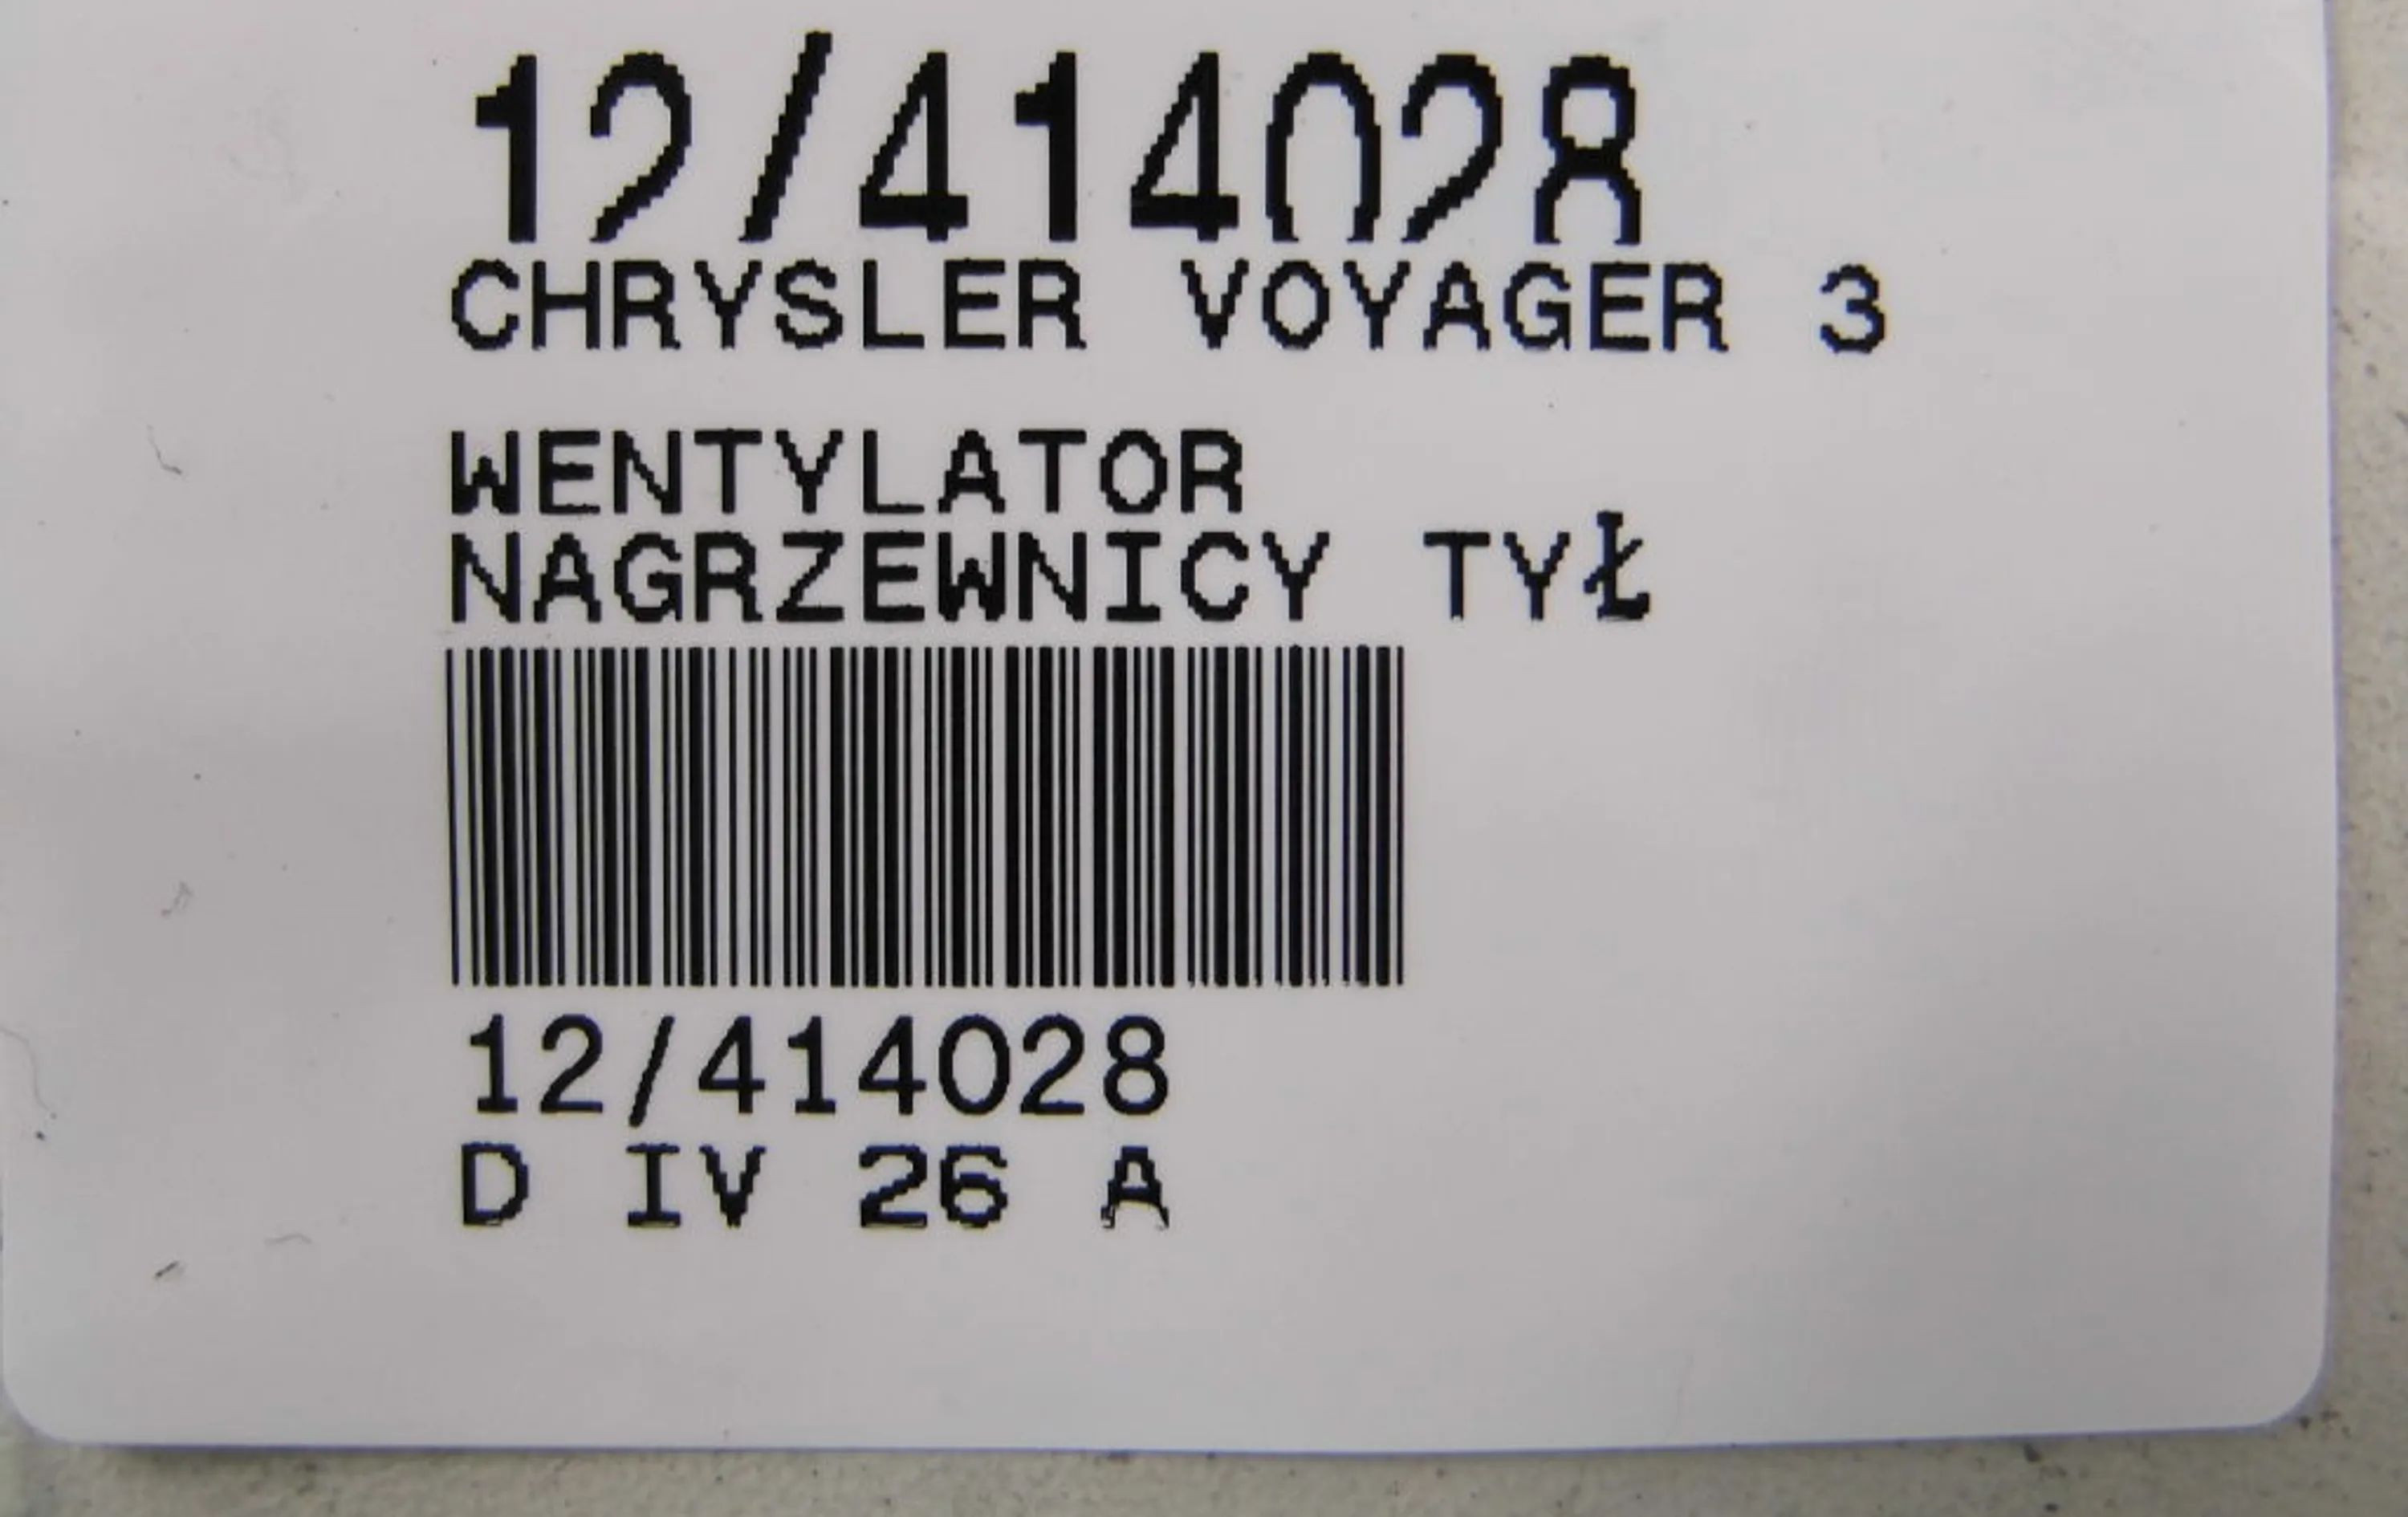 12/414028
CHRYSLER VOYAGER 3
WENTYLATOR
NAGRZEWNICY TYŁ
12/414028
D IV 26 A